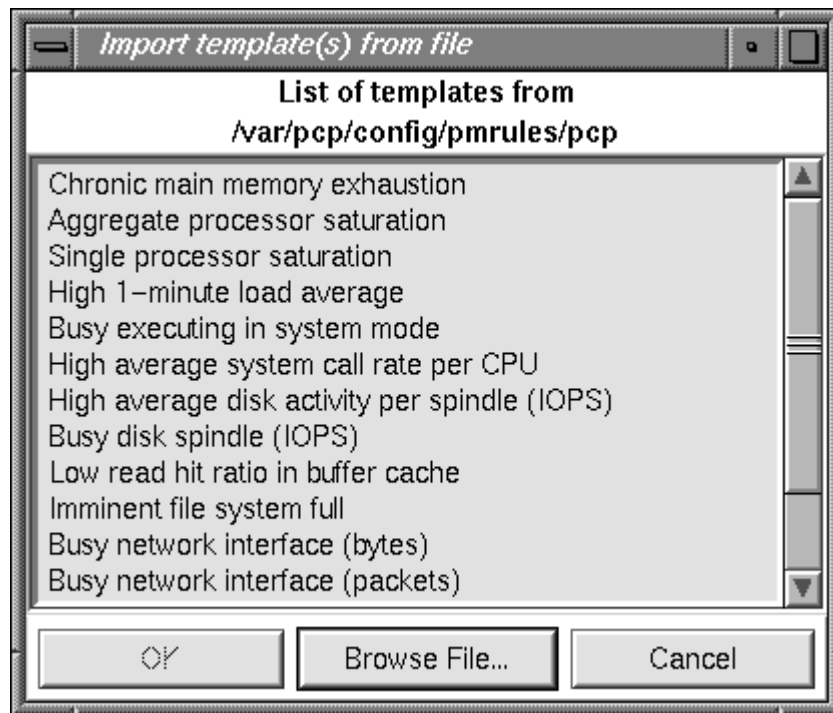 Import template(s) from file
List of templates from
/var/pcp/config/pmrules/pcp
Chronic main memory exhaustion
Aggregate processor saturation
Single processor saturation
High 1-minute load average
Busy executing in system mode
High average system call rate per CPU
High average disk activity per spindle (IOPS)
Busy disk spindle (IOPS)
Low read hit ratio in buffer cache
Imminent file system full
Busy network interface (bytes)
Busy network interface (packets)
OK Browse File... Cancel